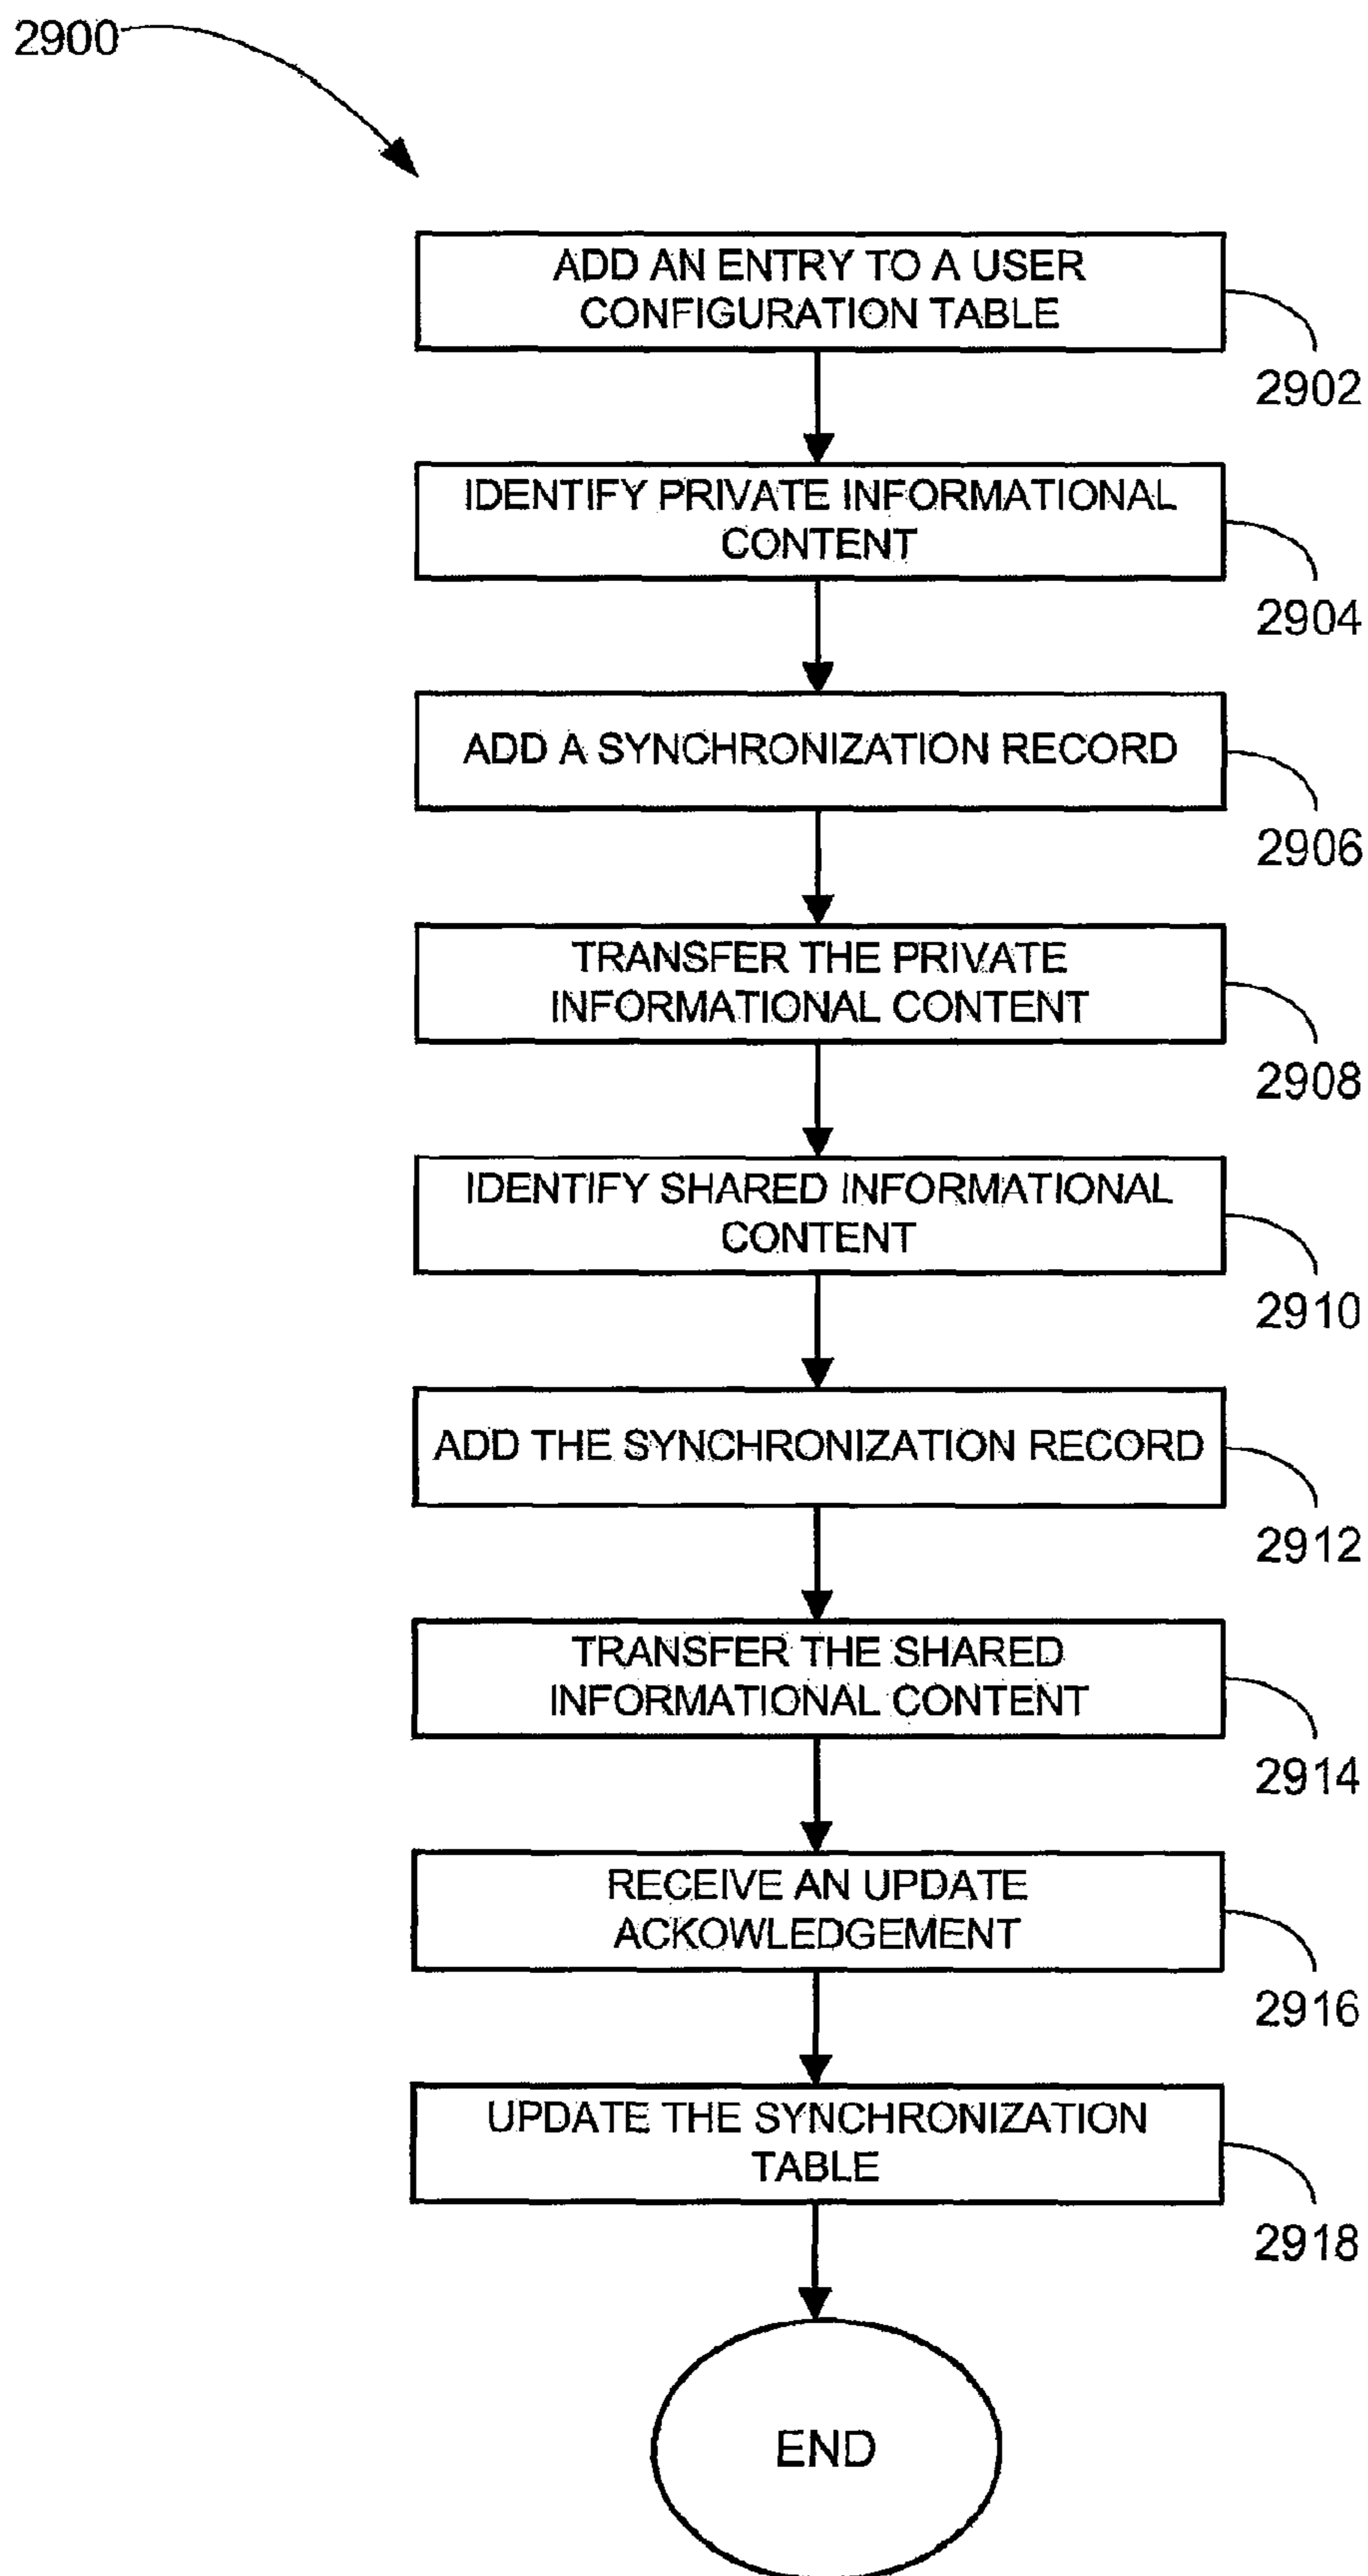 2900
ADD AN ENTRY TO A USER
CONFIGURATION TABLE
2902
IDENTIFY PRIVATE INFORMATIONAL
CONTENT
2904
ADD A SYNCHRONIZATION RECORD
2906
TRANSFER THE PRIVATE
INFORMATIONAL CONTENT
2908
IDENTIFY SHARED INFORMATIONAL
CONTENT
2910
ADD THE SYNCHRONIZATION RECORD
2912
TRANSFER THE SHARED
INFORMATIONAL CONTENT
2914
RECEIVE AN UPDATE
ACKOWLEDGEMENT
2916
UPDATE THE SYNCHRONIZATION
TABLE
2918
END